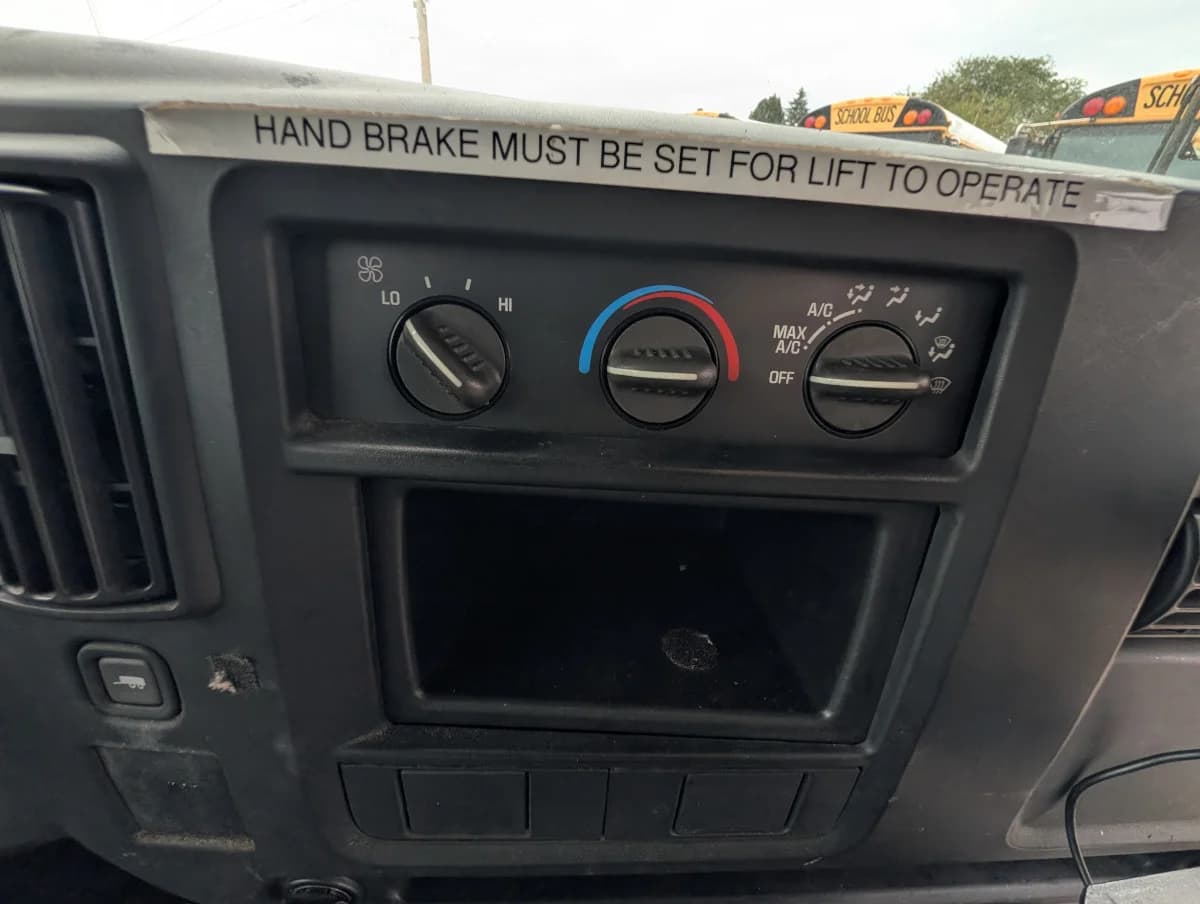 SCHOOL BUS
SCHO
HAND BRAKE MUST BE SET FOR LIFT TO OPERATE
LO
HI
A/C
MAX
A/C
OFF